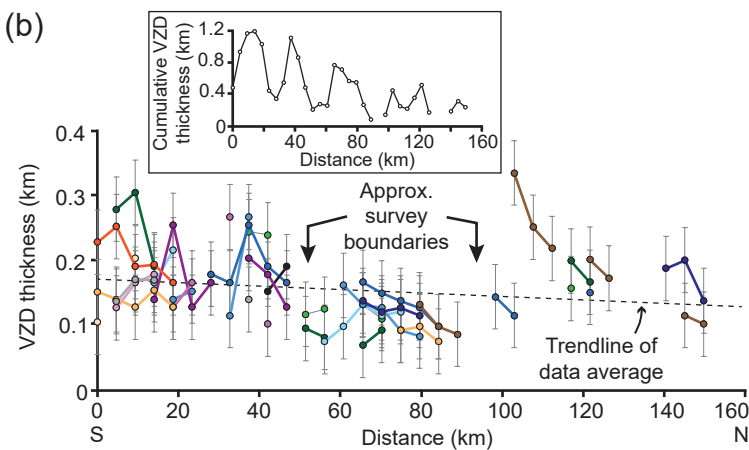 (b)
Cumulative VZD
thickness (km)
1.2
0.8
0.4
0
0 40 80 120 160
Distance (km)
VZD thickness (km)
0.4
0.3
0.2
0.1
0
Approx.
survey
boundaries
Trendline of
data average
0 20 40 60 80 100 120 140 160
S Distance (km) N